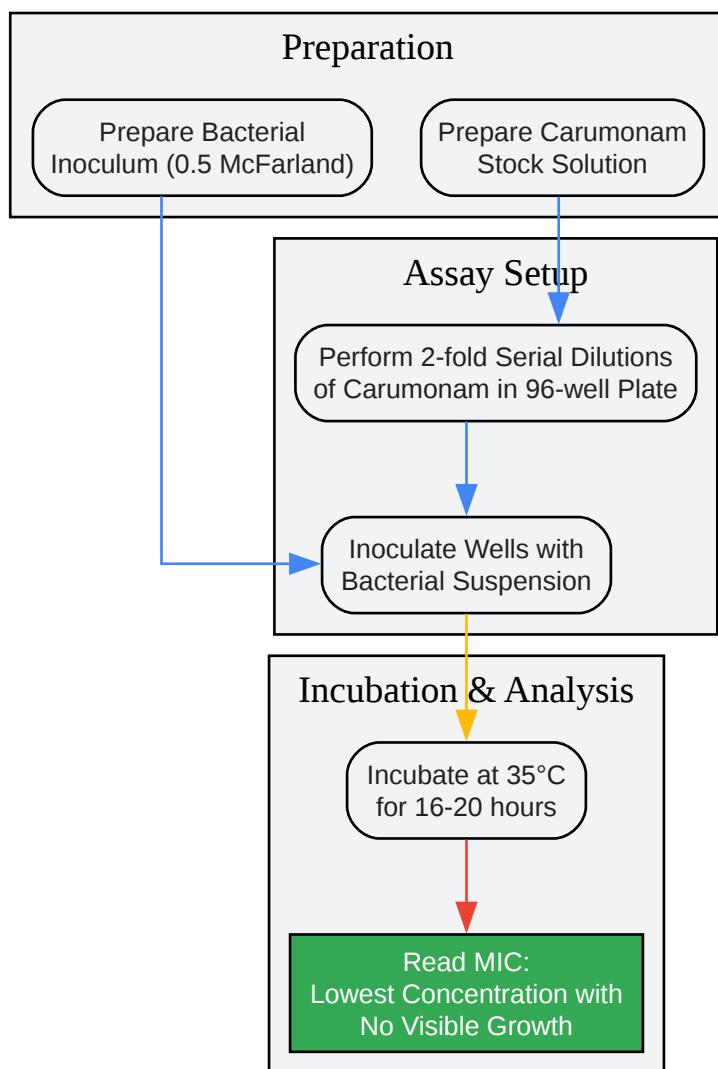 Preparation
Prepare Bacterial
Inoculum (0.5 McFarland)
Prepare Carumonam
Stock Solution
Assay Setup
Perform 2-fold Serial Dilutions
of Carumonam in 96-well Plate
Inoculate Wells with
Bacterial Suspension
Incubation & Analysis
Incubate at 35°C
for 16-20 hours
Read MIC:
Lowest Concentration with
No Visible Growth